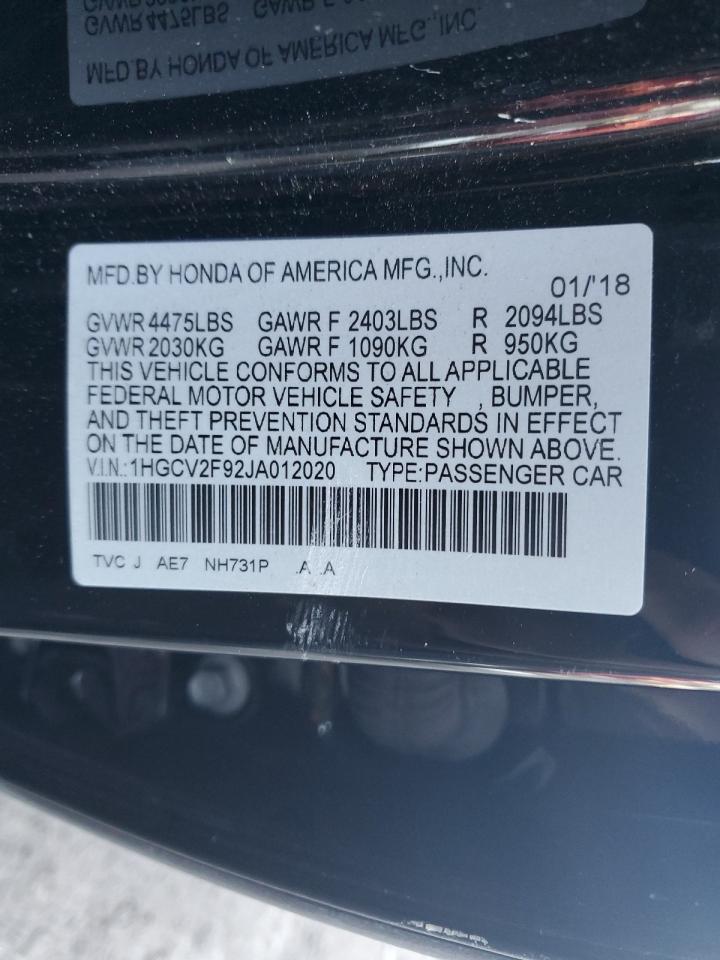 GVWR 4475LBS GAWR F
MFD.BY HONDA OF AMERICA MFG.,INC.
MFD.BY HONDA OF AMERICA MFG.,INC.
01/'18
GVWR 4475LBS GAWR F 2403LBS R 2094LBS
GVWR 2030KG GAWR F 1090KG R 950KG
THIS VEHICLE CONFORMS TO ALL APPLICABLE
FEDERAL MOTOR VEHICLE SAFETY , BUMPER,
AND THEFT PREVENTION STANDARDS IN EFFECT
ON THE DATE OF MANUFACTURE SHOWN ABOVE.
V.I.N.:1HGCV2F92JA012020 TYPE:PASSENGER CAR
TVC J AE7 NH731P .A .A